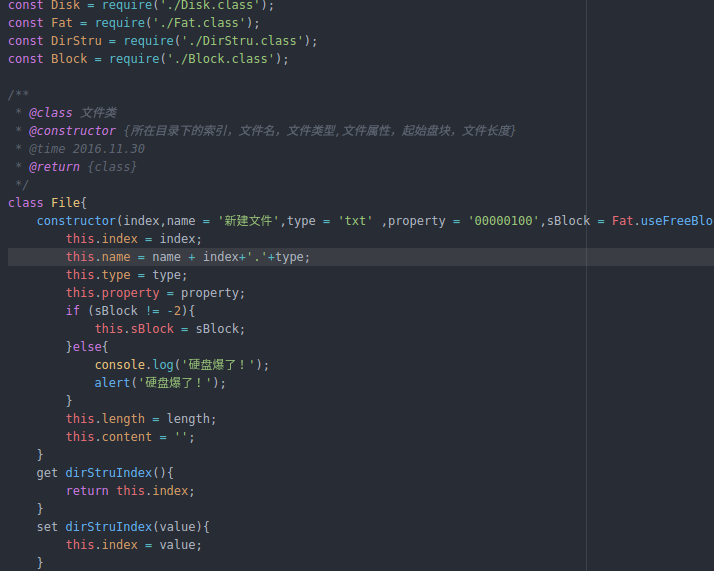 const Disk = require('./Disk.class');
const Fat = require('./Fat.class');
const DirStru = require('./DirStru.class');
const Block = require('./Block.class');
/**
* @class 文件类
* @constructor {所在目录下的索引, 文件名, 文件类型,文件属性, 起始盘块, 文件长度}
* @time 2016.11.30
* @return {class}
*/
class File{
constructor(index,name = '新建文件',type = 'txt' ,property = '00000100',sBlock = Fat.useFreeBlo
this.index = index;
this.name = name + index+'.'+type;
this.type = type;
this.property = property;
if (sBlock != -2){
this.sBlock = sBlock;
}else{
console.log('硬盘爆了!');
alert('硬盘爆了!');
}
this.length = length;
this.content = '';
}
get dirStruIndex(){
return this.index;
}
set dirStruIndex(value){
this.index = value;
}